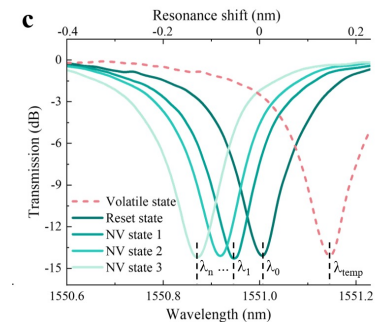 c
Resonance shift (nm)
-0.4 -0.2 0 0.2
0
-3
-6
-9
-12
-15
Transmission (dB)
Volatile state
Reset state
NV state 1
NV state 2
NV state 3
λn ... λ1 λ0 λtemp
1550.6 1550.8 1551.0 1551.2
Wavelength (nm)